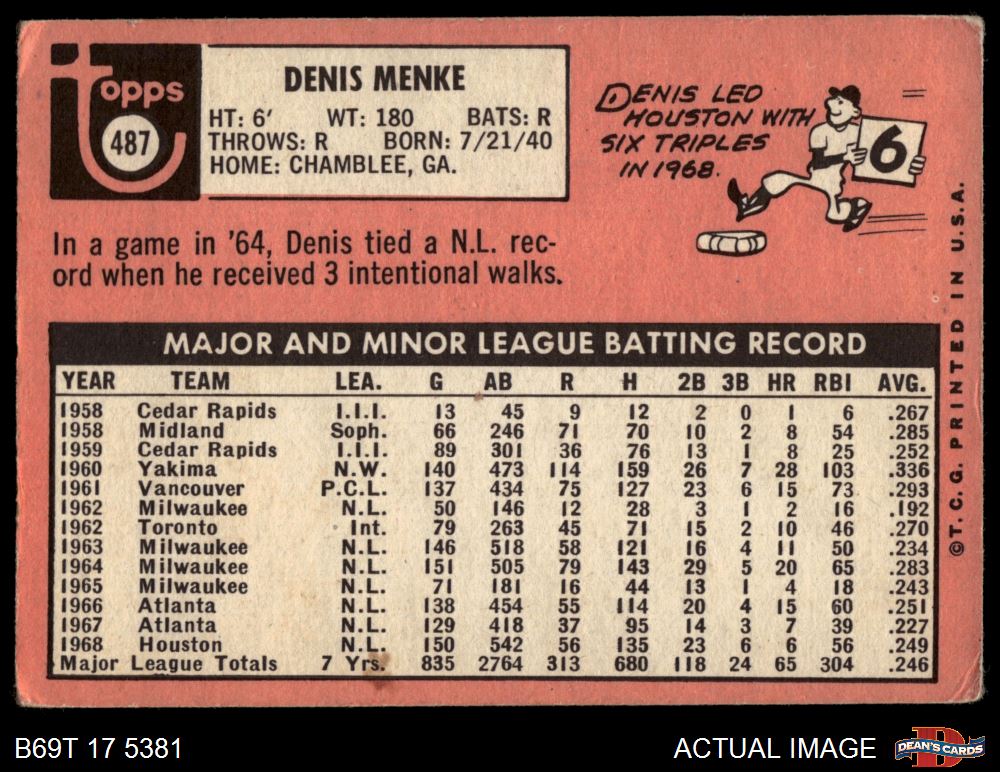 Topps
487
DENIS MENKE
HT: 6' WT: 180 BATS: R
THROWS: R BORN: 7/21/40
HOME: CHAMBLEE, GA.
DENIS LED
HOUSTON WITH
SIX TRIPLES
IN 1968.
6
In a game in '64, Denis tied a N.L. rec-
ord when he received 3 intentional walks.
MAJOR AND MINOR LEAGUE BATTING RECORD
YEAR TEAM LEA. G AB R H 2B 3B HR RBI AVG.
1958 Cedar Rapids I.I.I. 13 45 9 12 2 0 1 6 .267
1958 Midland Soph. 66 246 71 70 10 2 8 54 .285
1959 Cedar Rapids I.I.I. 89 301 36 76 13 1 8 25 .252
1960 Yakima N.W. 140 473 114 159 26 7 28 103 .336
1961 Vancouver P.C.L. 137 434 75 127 23 6 15 73 .293
1962 Milwaukee N.L. 50 146 12 28 3 1 2 16 .192
1962 Toronto Int. 79 263 45 71 15 2 10 46 .270
1963 Milwaukee N.L. 146 518 58 121 16 4 11 50 .234
1964 Milwaukee N.L. 151 505 79 143 29 5 20 65 .283
1965 Milwaukee N.L. 71 181 16 44 13 1 4 18 .243
1966 Atlanta N.L. 138 454 55 114 20 4 15 60 .251
1967 Atlanta N.L. 129 418 37 95 14 3 7 39 .227
1968 Houston N.L. 150 542 56 135 23 6 6 56 .249
Major League Totals 7 Yrs. 835 2764 313 680 118 24 65 304 .246
©T.C.G. PRINTED IN U.S.A.
B69T 17 5381
ACTUAL IMAGE
D
DEAN'S CARDS